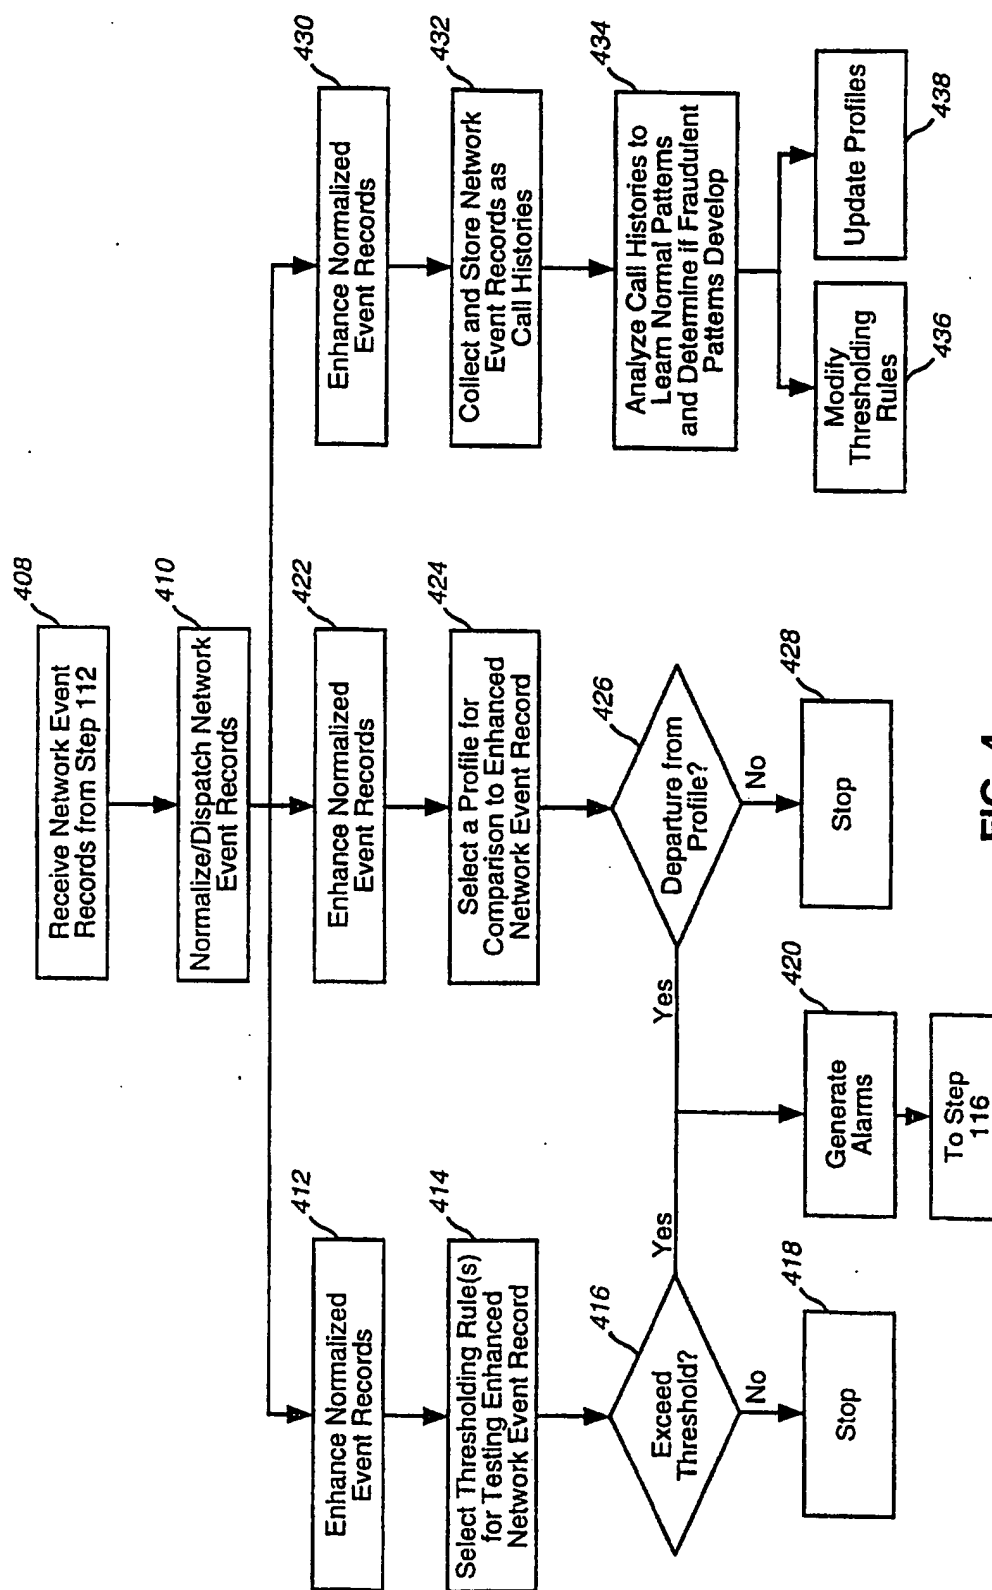 408
Receive Network Event
Records from Step 112
410
Normalize/Dispatch Network
Event Records
412
Enhance Normalized
Event Records
414
Select Thresholding Rule(s)
for Testing Enhanced
Network Event Record
416
Exceed
Threshold?
Yes
No
418
Stop
422
Enhance Normalized
Event Records
424
Select a Profile for
Comparison to Enhanced
Network Event Record
426
Departure from
Profile?
Yes
No
428
Stop
420
Generate
Alarms
To Step
116
430
Enhance Normalized
Event Records
432
Collect and Store Network
Event Records as
Call Histories
434
Analyze Call Histories to
Learn Normal Patterns
and Determine if Fraudulent
Patterns Develop
Modify
Thresholding
Rules
436
Update Profiles
438
FIG. 4